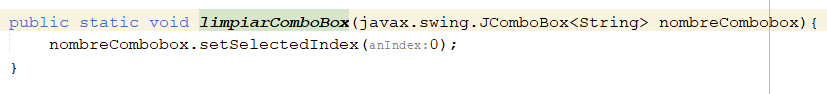 public static void limpiarComboBox(javax.swing.JComboBox<String> nombreCombobox){
nombreCombobox.setSelectedIndex(anIndex:0);
}